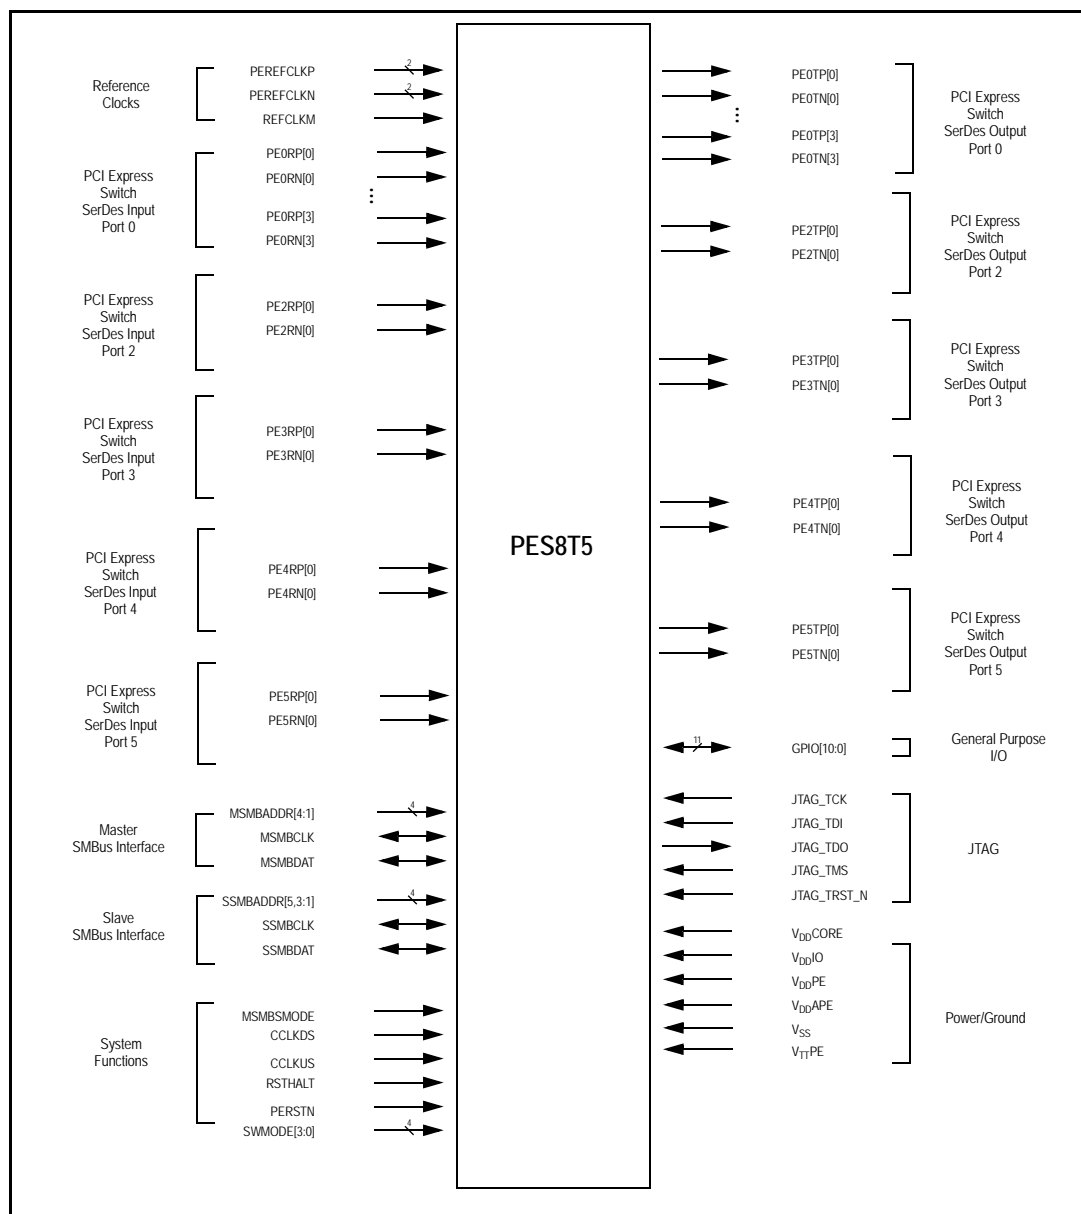 Reference
Clocks
PEREFCLKP
2
PEREFCLKN
2
REFCLKM
PCI Express
Switch
SerDes Input
Port 0
PE0RP[0]
PE0RN[0]
...
PE0RP[3]
PE0RN[3]
PCI Express
Switch
SerDes Input
Port 2
PE2RP[0]
PE2RN[0]
PCI Express
Switch
SerDes Input
Port 3
PE3RP[0]
PE3RN[0]
PCI Express
Switch
SerDes Input
Port 4
PE4RP[0]
PE4RN[0]
PCI Express
Switch
SerDes Input
Port 5
PE5RP[0]
PE5RN[0]
Master
SMBus Interface
MSMBADDR[4:1]
4
MSMBCLK
MSMBDAT
Slave
SMBus Interface
SSMBADDR[5,3:1]
4
SSMBCLK
SSMBDAT
System
Functions
MSMBSMODE
CCLKDS
CCLKUS
RSTHALT
PERSTN
SWMODE[3:0]
4
PES8T5
PE0TP[0]
PE0TN[0]
...
PE0TP[3]
PE0TN[3]
PCI Express
Switch
SerDes Output
Port 0
PE2TP[0]
PE2TN[0]
PCI Express
Switch
SerDes Output
Port 2
PE3TP[0]
PE3TN[0]
PCI Express
Switch
SerDes Output
Port 3
PE4TP[0]
PE4TN[0]
PCI Express
Switch
SerDes Output
Port 4
PE5TP[0]
PE5TN[0]
PCI Express
Switch
SerDes Output
Port 5
11
GPIO[10:0]
General Purpose
I/O
JTAG_TCK
JTAG_TDI
JTAG_TDO
JTAG_TMS
JTAG_TRST_N
JTAG
VDDCORE
VDDIO
VDDPE
VDDAPE
VSS
VTTPE
Power/Ground